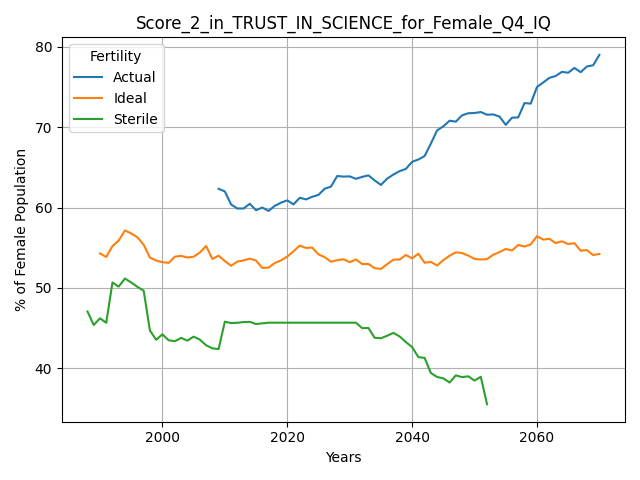 Score_2_in_TRUST_IN_SCIENCE_for_Female_Q4_IQ
Fertility
Actual
Ideal
Sterile
% of Female Population
80
70
60
50
40
2000
2020
2040
2060
Years